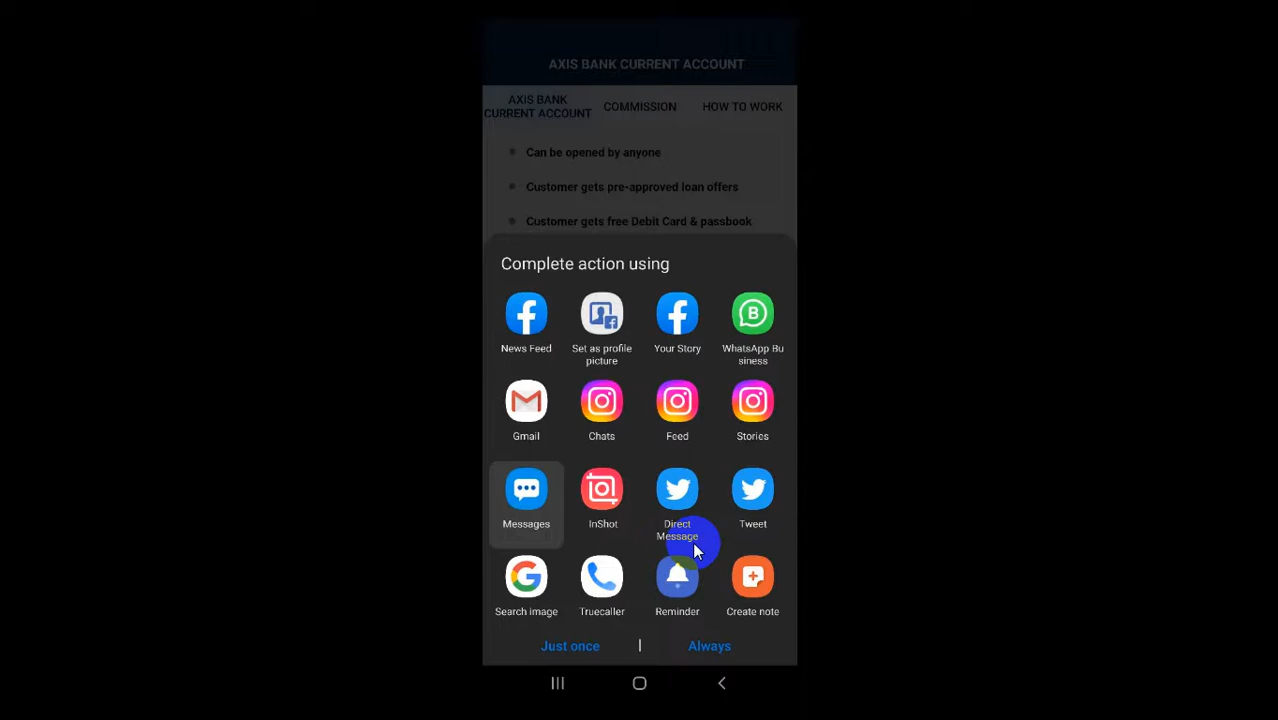 AXIS BANK CURRENT ACCOUNT
AXIS BANK
CURRENT ACCOUNT
COMMISSION
HOW TO WORK
Can be opened by anyone
Customer gets pre-approved loan offers
Customer gets free Debit Card & passbook
Complete action using
News Feed
Set as profile
picture
Your Story
WhatsApp Bu
siness
Gmail
Chats
Feed
Stories
Messages
InShot
Direct
Message
Tweet
Search image
Truecaller
Reminder
Create note
Just once
Always